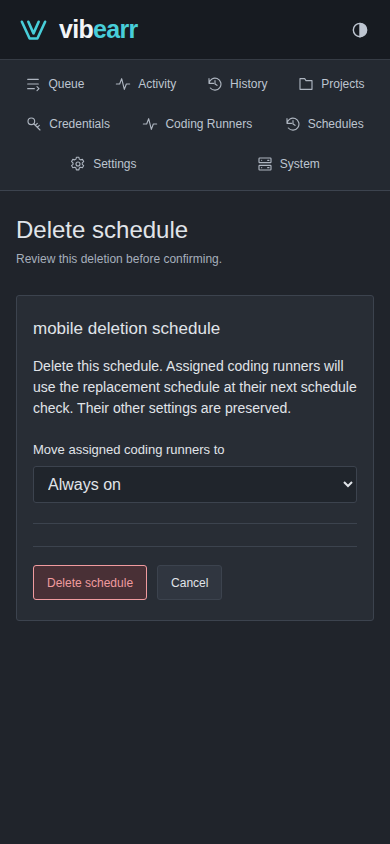 vibearr
Queue Activity History Projects
Credentials Coding Runners Schedules
Settings System
Delete schedule
Review this deletion before confirming.
mobile deletion schedule
Delete this schedule. Assigned coding runners will
use the replacement schedule at their next schedule
check. Their other settings are preserved.
Move assigned coding runners to
Always on
Delete schedule Cancel